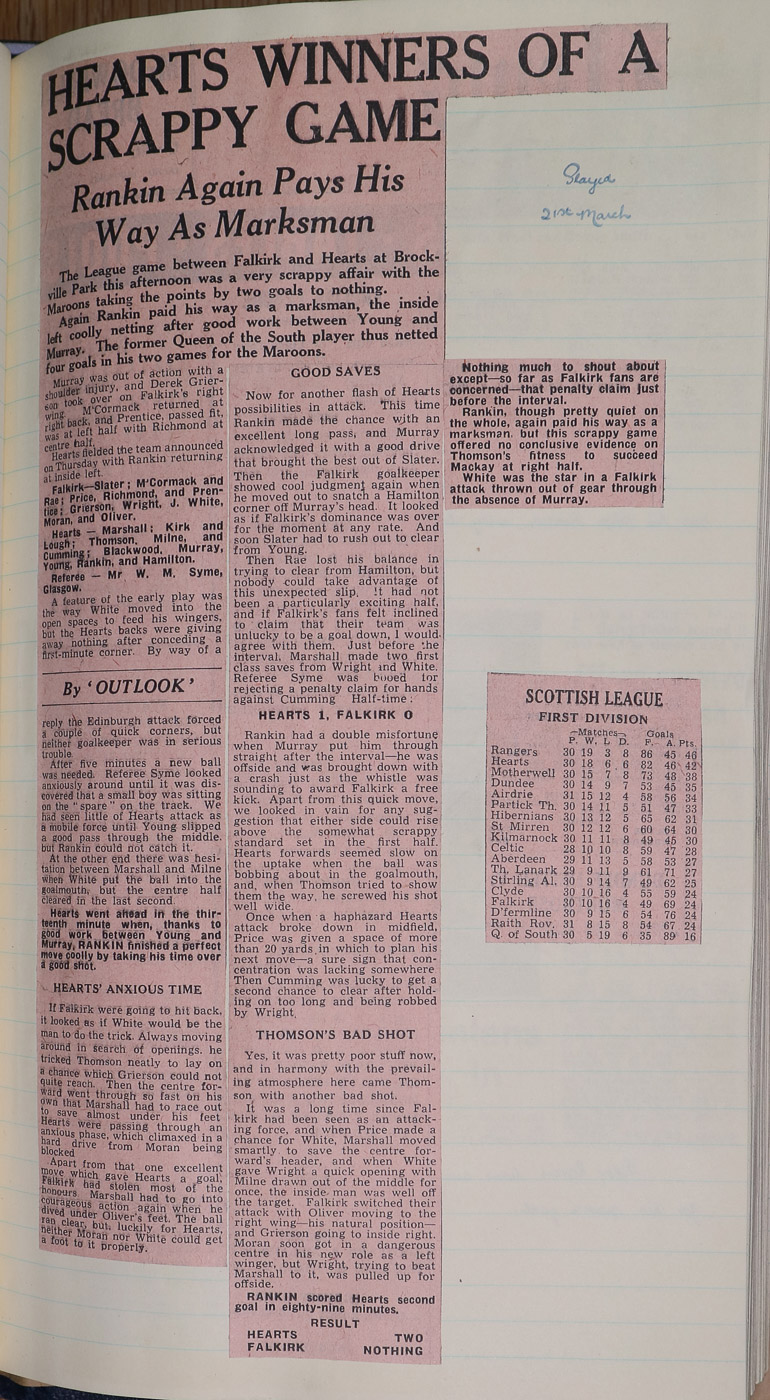 HEARTS WINNERS OF A
SCRAPPY GAME
Rankin Again Pays His
Way As Marksman
The League game between Falkirk and Hearts at Brock-
ville Park this afternoon was a very scrappy affair with the
Maroons taking the points by two goals to nothing.
Again Rankin paid his way as a marksman, the inside
left coolly netting after good work between Young and
Murray. The former Queen of the South player thus netted
four goals in his two games for the Maroons.
Murray was out of action with a
shoulder injury, and Derek Grier-
son took over on Falkirk's right
wing. M'Cormack returned at
right back, and Prentice, passed fit,
was at left half with Richmond at
centre half.
Hearts fielded the team announced
on Thursday with Rankin returning
at inside left.
Falkirk—Slater; M'Cormack and
Rae; Price, Richmond, and Pren-
tice; Grierson, Wright, J. White,
Moran, and Oliver.
Hearts — Marshall; Kirk and
Lough; Thomson, Milne, and
Cumming; Blackwood, Murray,
Young, Rankin, and Hamilton.
Referee — Mr W. M. Syme,
Glasgow.
A feature of the early play was
the way White moved into the
open spaces to feed his wingers,
but the Hearts backs were giving
away nothing after conceding a
first-minute corner. By way of a
By 'OUTLOOK'
reply the Edinburgh attack forced
a couple of quick corners, but
neither goalkeeper was in serious
trouble.
After five minutes a new ball
was needed. Referee Syme looked
anxiously around until it was dis-
covered that a small boy was sitting
on the "spare" on the track. We
had seen little of Hearts attack as
a mobile force until Young slipped
a good pass through the middle,
but Rankin could not catch it.
At the other end there was hesi-
tation between Marshall and Milne
when White put the ball into the
goalmouth, but the centre half
cleared in the last second.
Hearts went ahead in the thir-
teenth minute when, thanks to
good work between Young and
Murray, RANKIN finished a perfect
move coolly by taking his time over
a good shot.
HEARTS' ANXIOUS TIME
If Falkirk were going to hit back,
it looked as if White would be the
man to do the trick. Always moving
around in search of openings, he
tricked Thomson neatly to lay on
a chance which Grierson could not
quite reach. Then the centre for-
ward went through so fast on his
own that Marshall had to race out
to save almost under his feet
Hearts were passing through an
anxious phase, which climaxed in a
hard drive from Moran being
blocked
Apart from that one excellent
move which gave Hearts a goal,
Falkirk had stolen most of the
honours. Marshall had to go into
courageous action again when he
dived under Oliver's feet. The ball
ran clear, but, luckily for Hearts,
neither Moran nor White could get
a foot to it properly.
GOOD SAVES
Now for another flash of Hearts
possibilities in attack. This time
Rankin made the chance with an
excellent long pass, and Murray
acknowledged it with a good drive
that brought the best out of Slater.
Then the Falkirk goalkeeper
showed cool judgment again when
he moved out to snatch a Hamilton
corner off Murray's head. It looked
as if Falkirk's dominance was over
for the moment at any rate. And
soon Slater had to rush out to clear
from Young.
Then Rae lost his balance in
trying to clear from Hamilton, but
nobody could take advantage of
this unexpected slip. It had not
been a particularly exciting half,
and if Falkirk's fans felt inclined
to claim that their team was
unlucky to be a goal down, I would
agree with them. Just before the
interval, Marshall made two first
class saves from Wright and White.
Referee Syme was booed for
rejecting a penalty claim for hands
against Cumming Half-time:
HEARTS 1, FALKIRK 0
Rankin had a double misfortune
when Murray put him through
straight after the interval—he was
offside and was brought down with
a crash just as the whistle was
sounding to award Falkirk a free
kick. Apart from this quick move,
we looked in vain for any sug-
gestion that either side could rise
above the somewhat scrappy
standard set in the first half.
Hearts forwards seemed slow on
the uptake when the ball was
bobbing about in the goalmouth,
and, when Thomson tried to show
them the way, he screwed his shot
well wide.
Once when a haphazard Hearts
attack broke down in midfield,
Price was given a space of more
than 20 yards in which to plan his
next move—a sure sign that con-
centration was lacking somewhere
Then Cumming was lucky to get a
second chance to clear after hold-
ing on too long and being robbed
by Wright.
THOMSON'S BAD SHOT
Yes, it was pretty poor stuff now,
and in harmony with the prevail-
ing atmosphere here came Thom-
son with another bad shot.
It was a long time since Fal-
kirk had been seen as an attack-
ing force, and when Price made a
chance for White, Marshall moved
smartly to save the centre for-
ward's header, and when White
gave Wright a quick opening with
Milne drawn out of the middle for
once, the inside man was well off
the target. Falkirk switched their
attack with Oliver moving to the
right wing—his natural position—
and Grierson going to inside right.
Moran soon got in a dangerous
centre in his new role as a left
winger, but Wright, trying to beat
Marshall to it, was pulled up for
offside.
RANKIN scored Hearts second
goal in eighty-nine minutes.
RESULT
HEARTS TWO
FALKIRK NOTHING
Played
21st March
Nothing much to shout about
except—so far as Falkirk fans are
concerned—that penalty claim just
before the interval.
Rankin, though pretty quiet on
the whole, again paid his way as a
marksman, but this scrappy game
offered no conclusive evidence on
Thomson's fitness to succeed
Mackay at right half.
White was the star in a Falkirk
attack thrown out of gear through
the absence of Murray.
SCOTTISH LEAGUE
FIRST DIVISION
Matches Goals
P. W. L. D. F. A. Pts.
Rangers 30 19 3 8 86 45 46
Hearts 30 18 6 6 82 46 42
Motherwell 30 15 7 8 73 48 38
Dundee 30 14 9 7 53 45 35
Airdrie 31 15 12 4 58 56 34
Partick Th. 30 14 11 5 51 47 33
Hibernians 30 13 12 5 65 62 31
St Mirren 30 12 12 6 60 64 30
Kilmarnock 30 11 11 8 49 45 30
Celtic 28 10 10 8 59 47 28
Aberdeen 29 11 13 5 58 53 27
Th. Lanark 29 9 11 9 61 71 27
Stirling Al. 30 9 14 7 49 62 25
Clyde 30 10 16 4 55 59 24
Falkirk 30 10 16 4 49 69 24
D'fermline 30 9 15 6 54 76 24
Raith Rov. 31 8 15 8 54 67 24
Q. of South 30 5 19 6 35 89 16